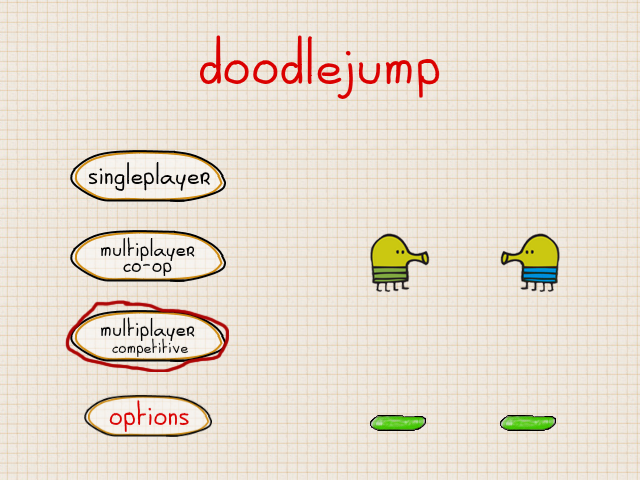 doodlejump
singleplayer
multiplayer
co-op
multiplayer
competitive
options